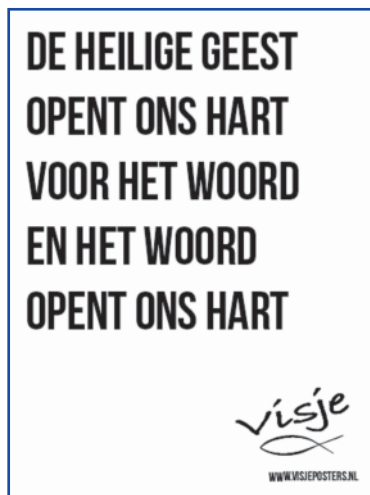 DE HEILIGE GEEST
OPENT ONS HART
VOOR HET WOORD
EN HET WOORD
OPENT ONS HART
visje
WWW.VISJEPOSTERS.NL